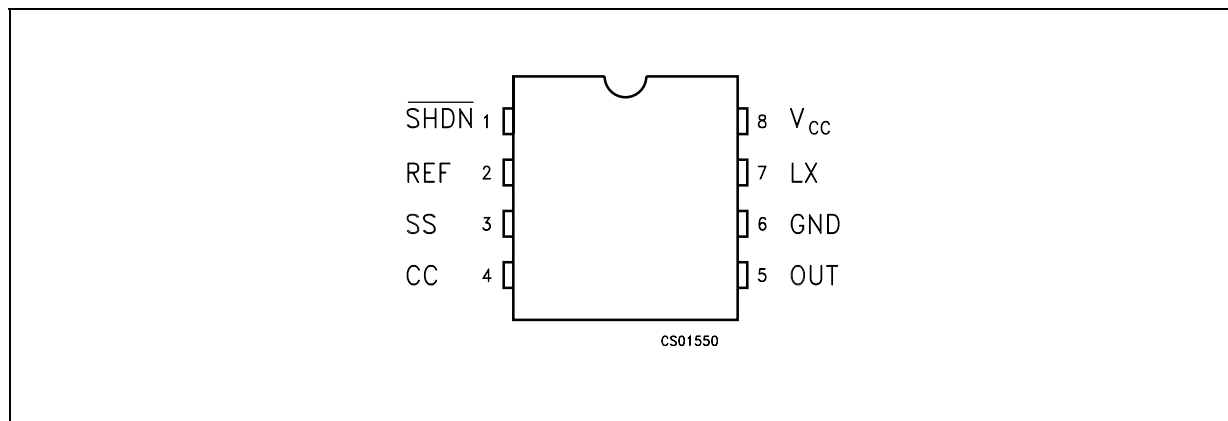 SHDN 1 8 VCC
REF 2 7 LX
SS 3 6 GND
CC 4 5 OUT
CS01550